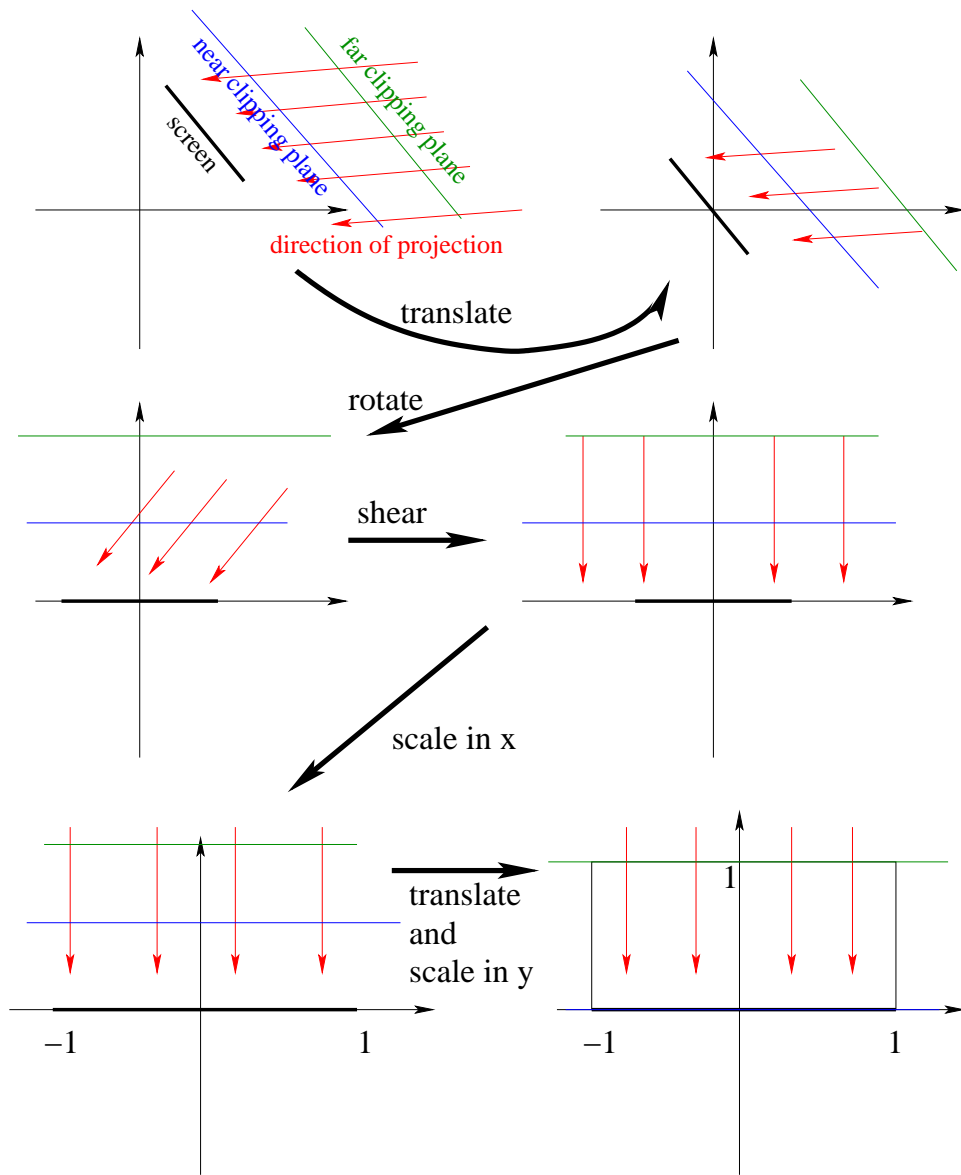 near clipping plane
far clipping plane
screen
direction of projection
translate
rotate
shear
scale in x
translate
and
scale in y
1
−1
1
−1
1